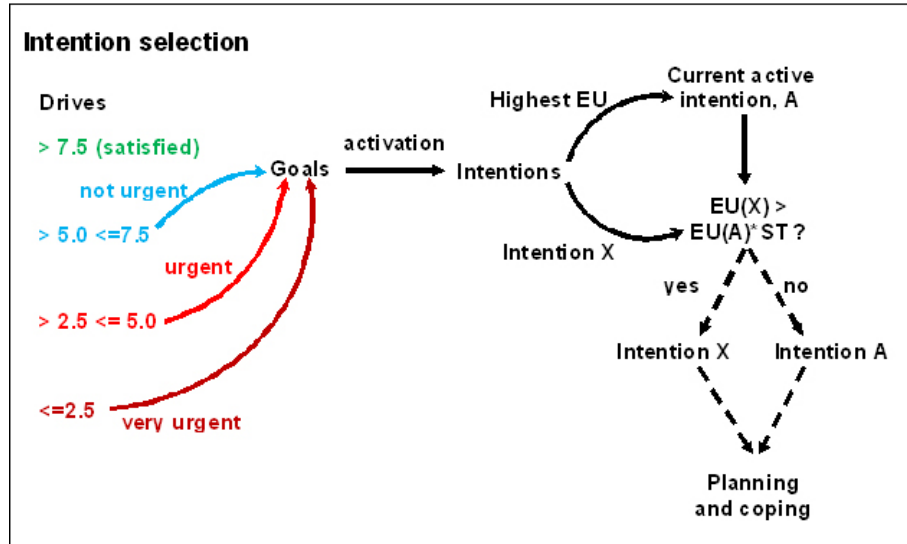 Intention selection
Drives
> 7.5 (satisfied)
not urgent
> 5.0 <=7.5
urgent
> 2.5 <= 5.0
<=2.5
very urgent
Goals
activation
Intentions
Highest EU
Current active
intention, A
Intention X
EU(X) >
EU(A)*ST ?
yes
no
Intention X
Intention A
Planning
and coping